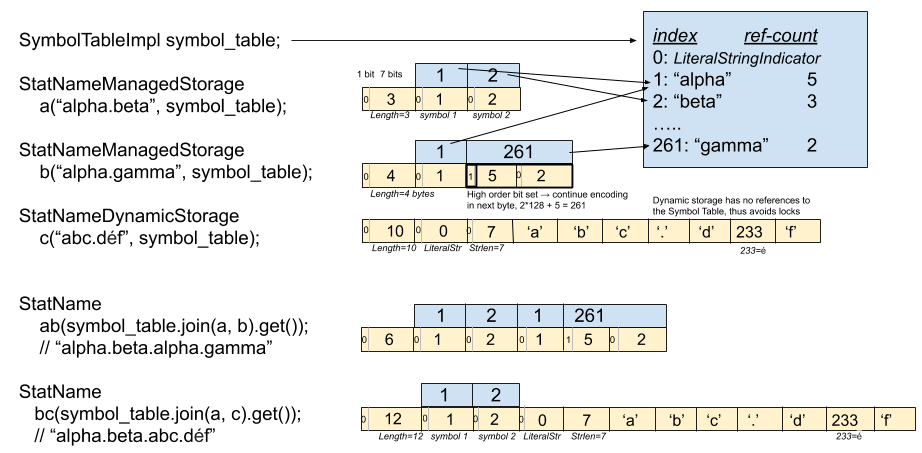 SymbolTableImpl symbol_table;
index ref-count
0: LiteralStringIndicator
1: “alpha” 5
2: “beta” 3
…..
261: “gamma” 2
StatNameManagedStorage
a(“alpha.beta”, symbol_table);
1 bit 7 bits
1 2
0 3 0 1 0 2
Length=3 symbol 1 symbol 2
StatNameManagedStorage
b(“alpha.gamma”, symbol_table);
1 261
0 4 0 1 1 5 0 2
Length=4 bytes
High order bit set → continue encoding
in next byte, 2*128 + 5 = 261
Dynamic storage has no references to
the Symbol Table, thus avoids locks
StatNameDynamicStorage
c(“abc.déf”, symbol_table);
0 10 0 0 0 7 ‘a’ ‘b’ ‘c’ ‘.’ ‘d’ 233 ‘f’
Length=10 LiteralStr Strlen=7
233=é
StatName
ab(symbol_table.join(a, b).get());
// “alpha.beta.alpha.gamma”
1 2 1 261
0 6 0 1 0 2 0 1 1 5 0 2
StatName
bc(symbol_table.join(a, c).get());
// “alpha.beta.abc.déf”
1 2
0 12 0 1 0 2 0 0 7 ‘a’ ‘b’ ‘c’ ‘.’ ‘d’ 233 ‘f’
Length=12 symbol 1 symbol 2 LiteralStr Strlen=7
233=é